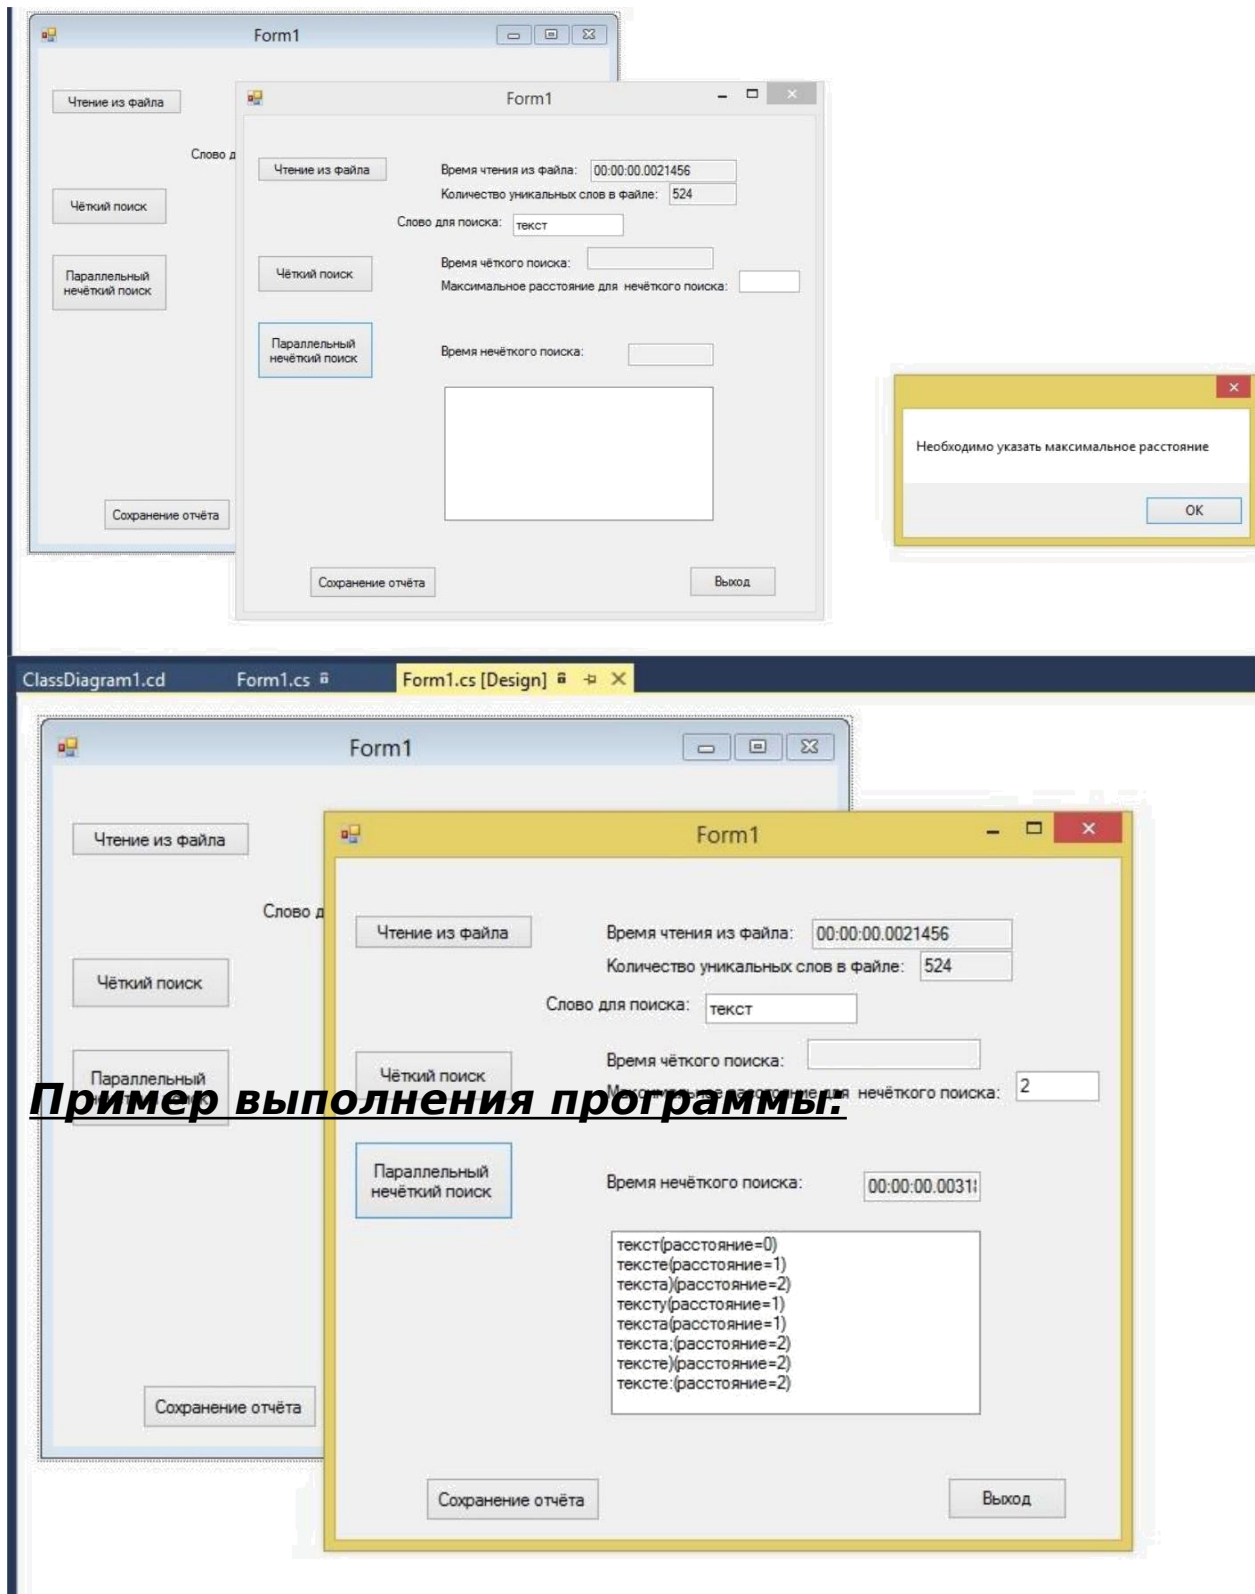 Form1
Чтение из файла
Слово д
Чёткий поиск
Параллельный
нечёткий поиск
Сохранение отчёта
Form1
Чтение из файла
Время чтения из файла: 00:00:00.0021456
Количество уникальных слов в файле: 524
Слово для поиска: текст
Чёткий поиск
Время чёткого поиска:
Максимальное расстояние для нечёткого поиска:
Параллельный
нечёткий поиск
Время нечёткого поиска:
Сохранение отчёта
Выход
Необходимо указать максимальное расстояние
OK
ClassDiagram1.cd Form1.cs Form1.cs [Design]
Form1
Чтение из файла
Слово д
Чёткий поиск
Параллельный
Сохранение отчёта
Form1
Чтение из файла
Время чтения из файла: 00:00:00.0021456
Количество уникальных слов в файле: 524
Слово для поиска: текст
Чёткий поиск
Время чёткого поиска:
Максимальное расстояние для нечёткого поиска: 2
Пример выполнения программы:
Параллельный
нечёткий поиск
Время нечёткого поиска: 00:00:00.0031
текст(расстояние=0)
тексте(расстояние=1)
текста)(расстояние=2)
тексту(расстояние=1)
текста(расстояние=1)
текста;(расстояние=2)
тексте)(расстояние=2)
тексте:(расстояние=2)
Сохранение отчёта
Выход